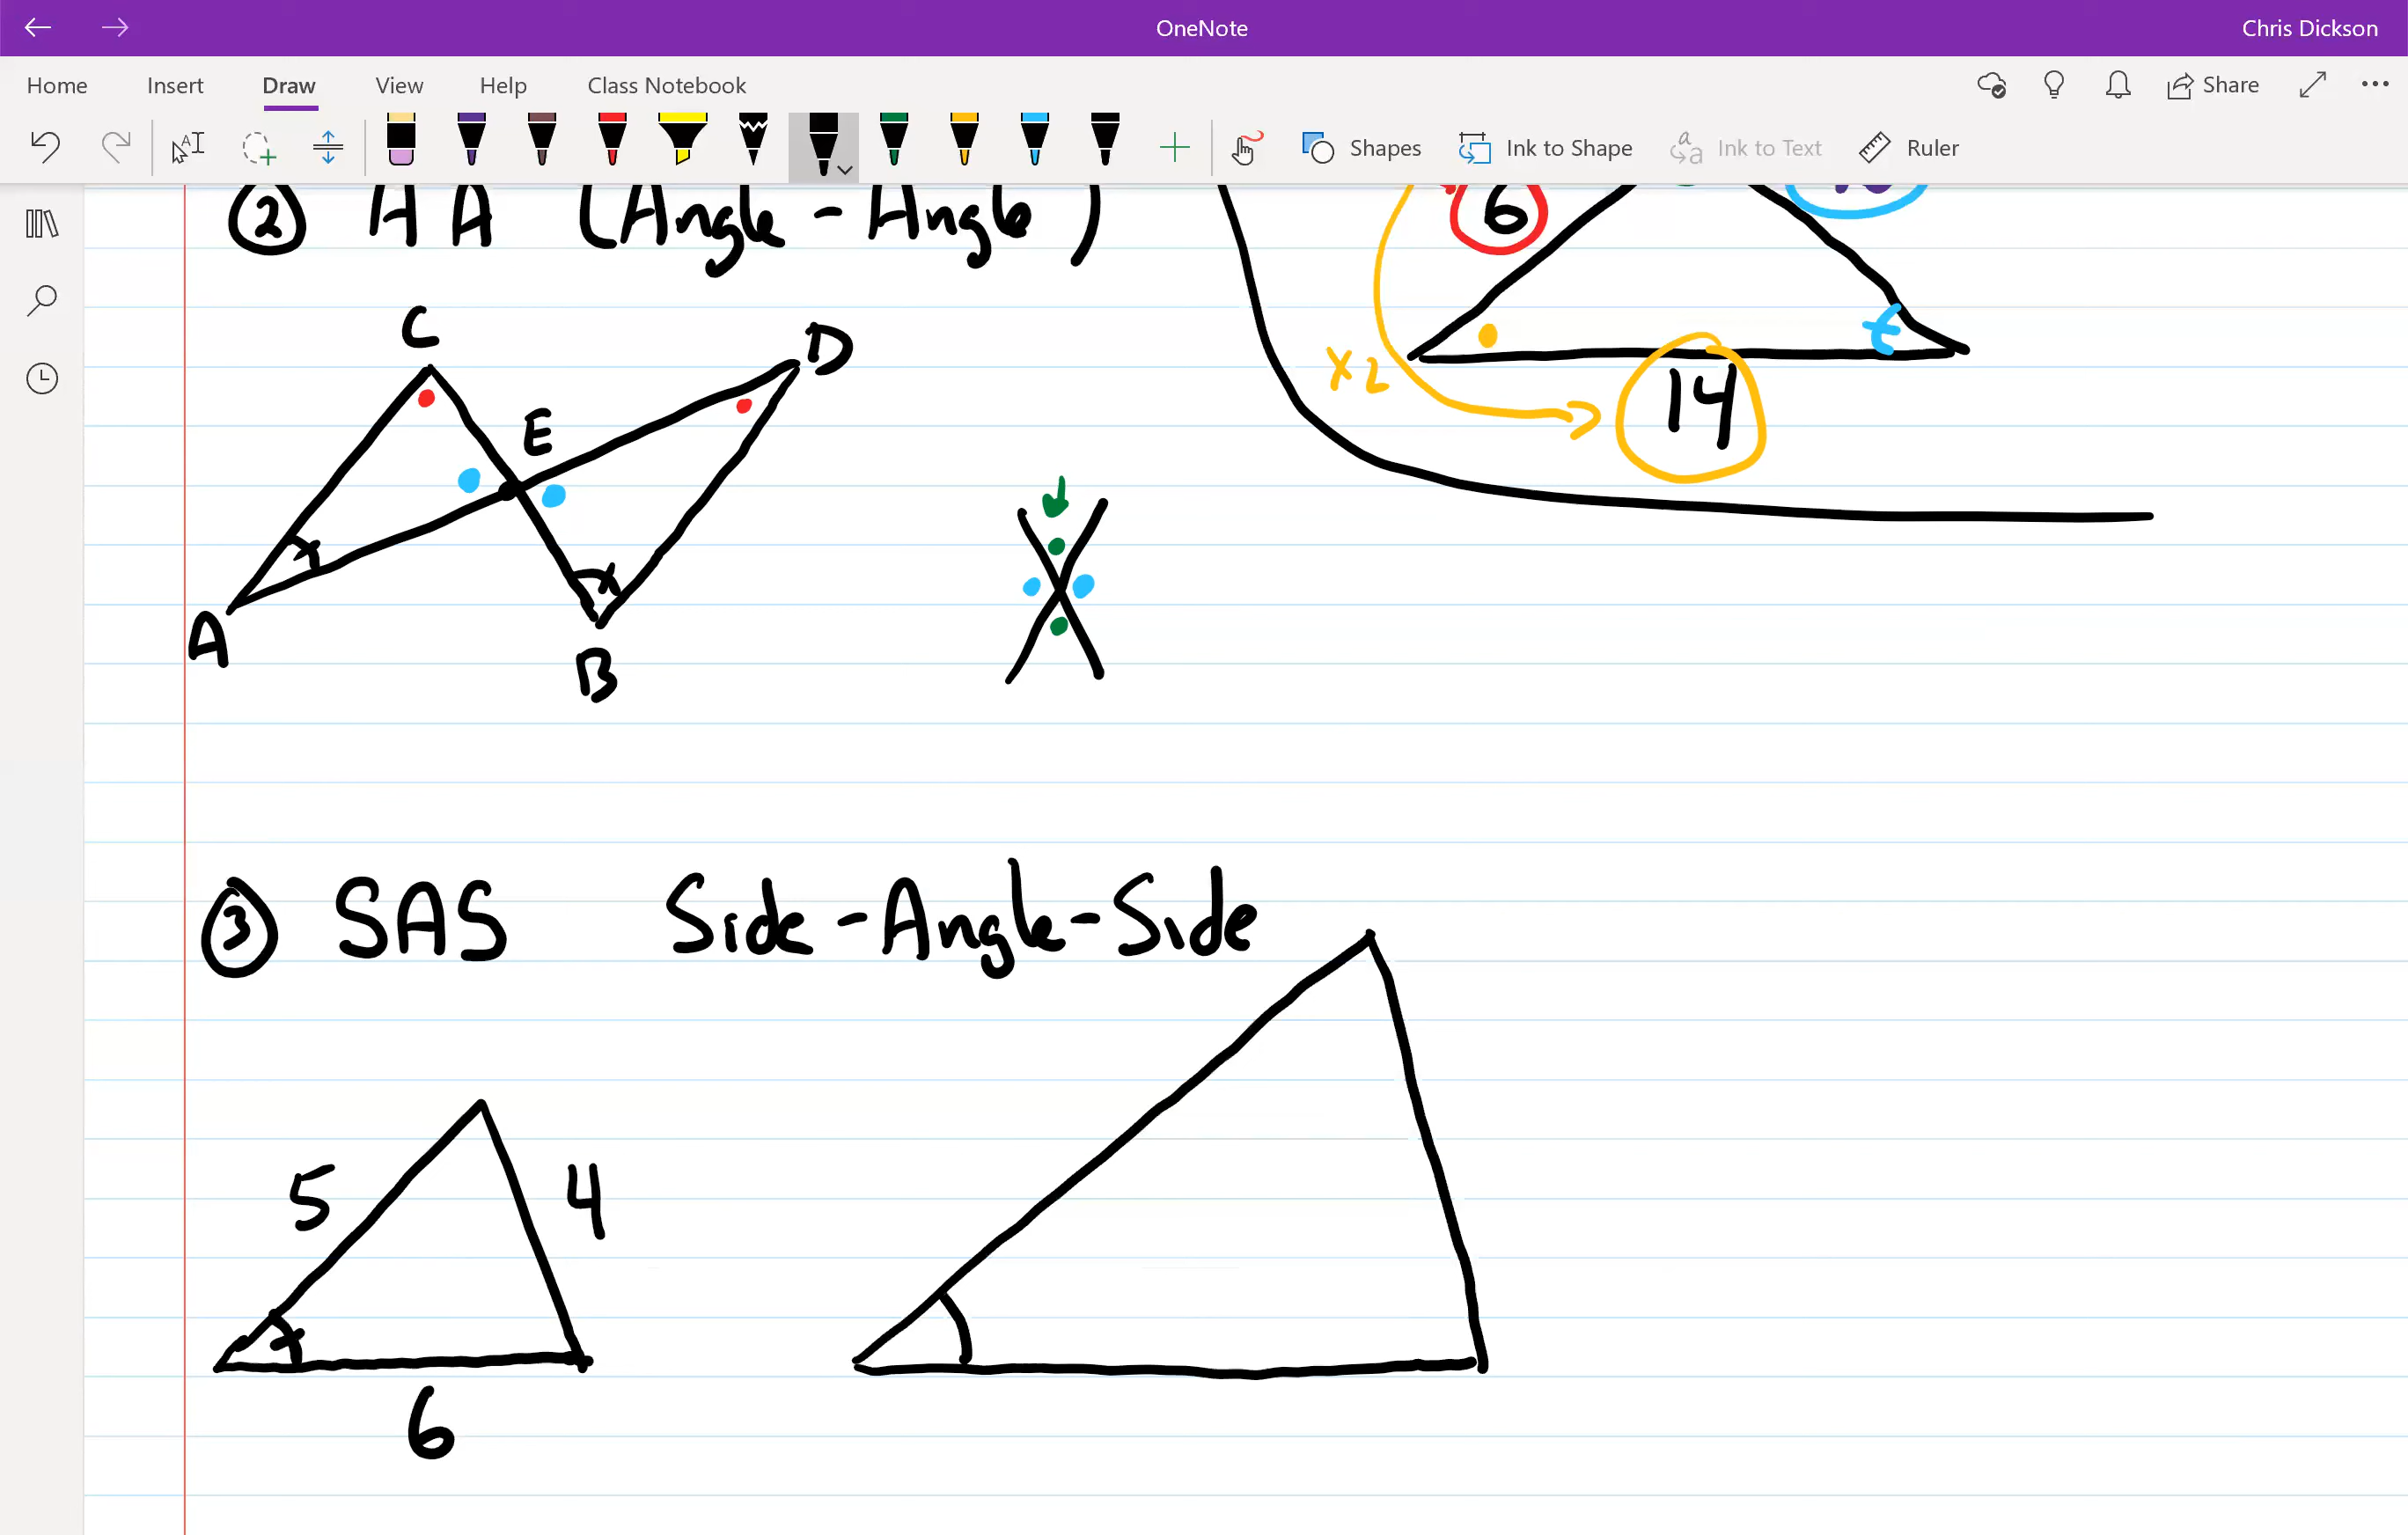 OneNote
Chris Dickson
Home Insert Draw View Help Class Notebook Share
Shapes Ink to Shape Ink to Text Ruler
② AA (Angle - Angle)
6
x2
14
C
D
E
x
x
A
B
③ SAS Side - Angle - Side
5
4
x
6